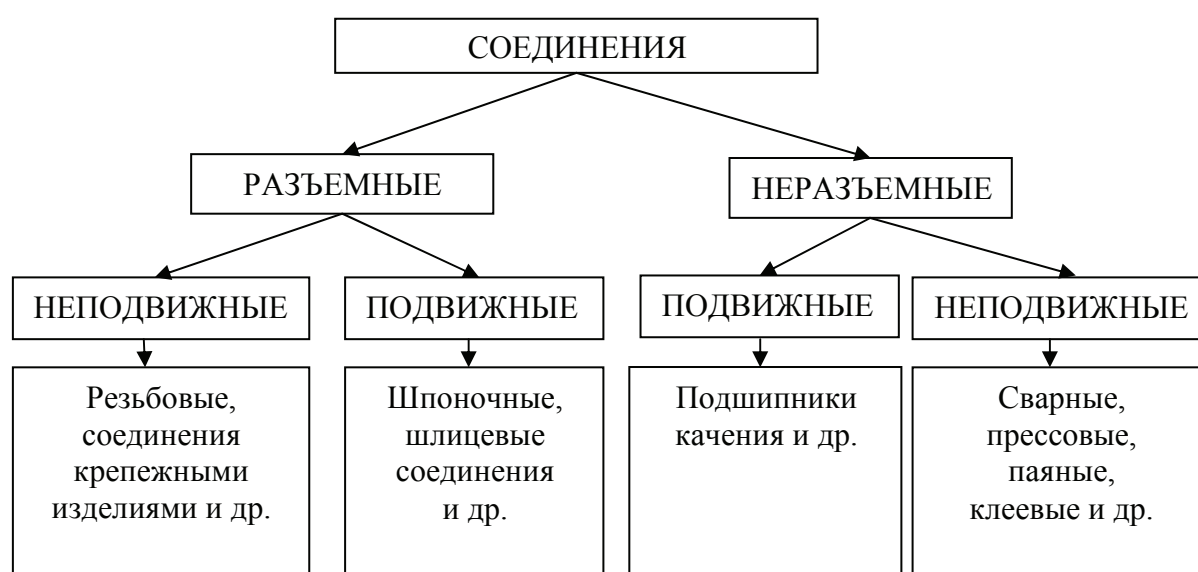 СОЕДИНЕНИЯ
РАЗЪЕМНЫЕ
НЕРАЗЪЕМНЫЕ
НЕПОДВИЖНЫЕ
ПОДВИЖНЫЕ
ПОДВИЖНЫЕ
НЕПОДВИЖНЫЕ
Резьбовые,
соединения
крепежными
изделиями и др.
Шпоночные,
шлицевые
соединения
и др.
Подшипники
качения и др.
Сварные,
прессовые,
паяные,
клеевые и др.